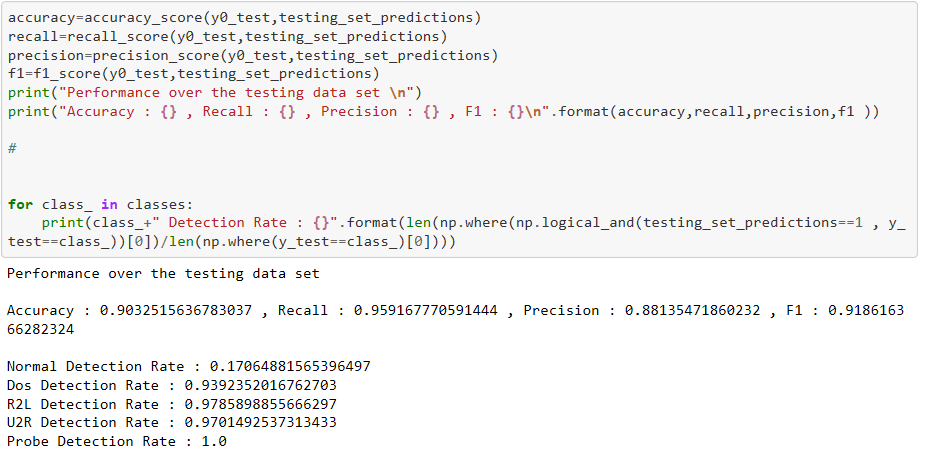 accuracy=accuracy_score(y0_test,testing_set_predictions)
recall=recall_score(y0_test,testing_set_predictions)
precision=precision_score(y0_test,testing_set_predictions)
f1=f1_score(y0_test,testing_set_predictions)
print("Performance over the testing data set \n")
print("Accuracy : {} , Recall : {} , Precision : {} , F1 : {}\n".format(accuracy,recall,precision,f1 ))
#
for class_ in classes:
    print(class_+" Detection Rate : {}".format(len(np.where(np.logical_and(testing_set_predictions==1 , y_
test==class_))[0])/len(np.where(y_test==class_)[0])))
Performance over the testing data set
Accuracy : 0.9032515636783037 , Recall : 0.959167770591444 , Precision : 0.88135471860232 , F1 : 0.9186163
66282324
Normal Detection Rate : 0.17064881565396497
Dos Detection Rate : 0.9392352016762703
R2L Detection Rate : 0.9785898855666297
U2R Detection Rate : 0.9701492537313433
Probe Detection Rate : 1.0